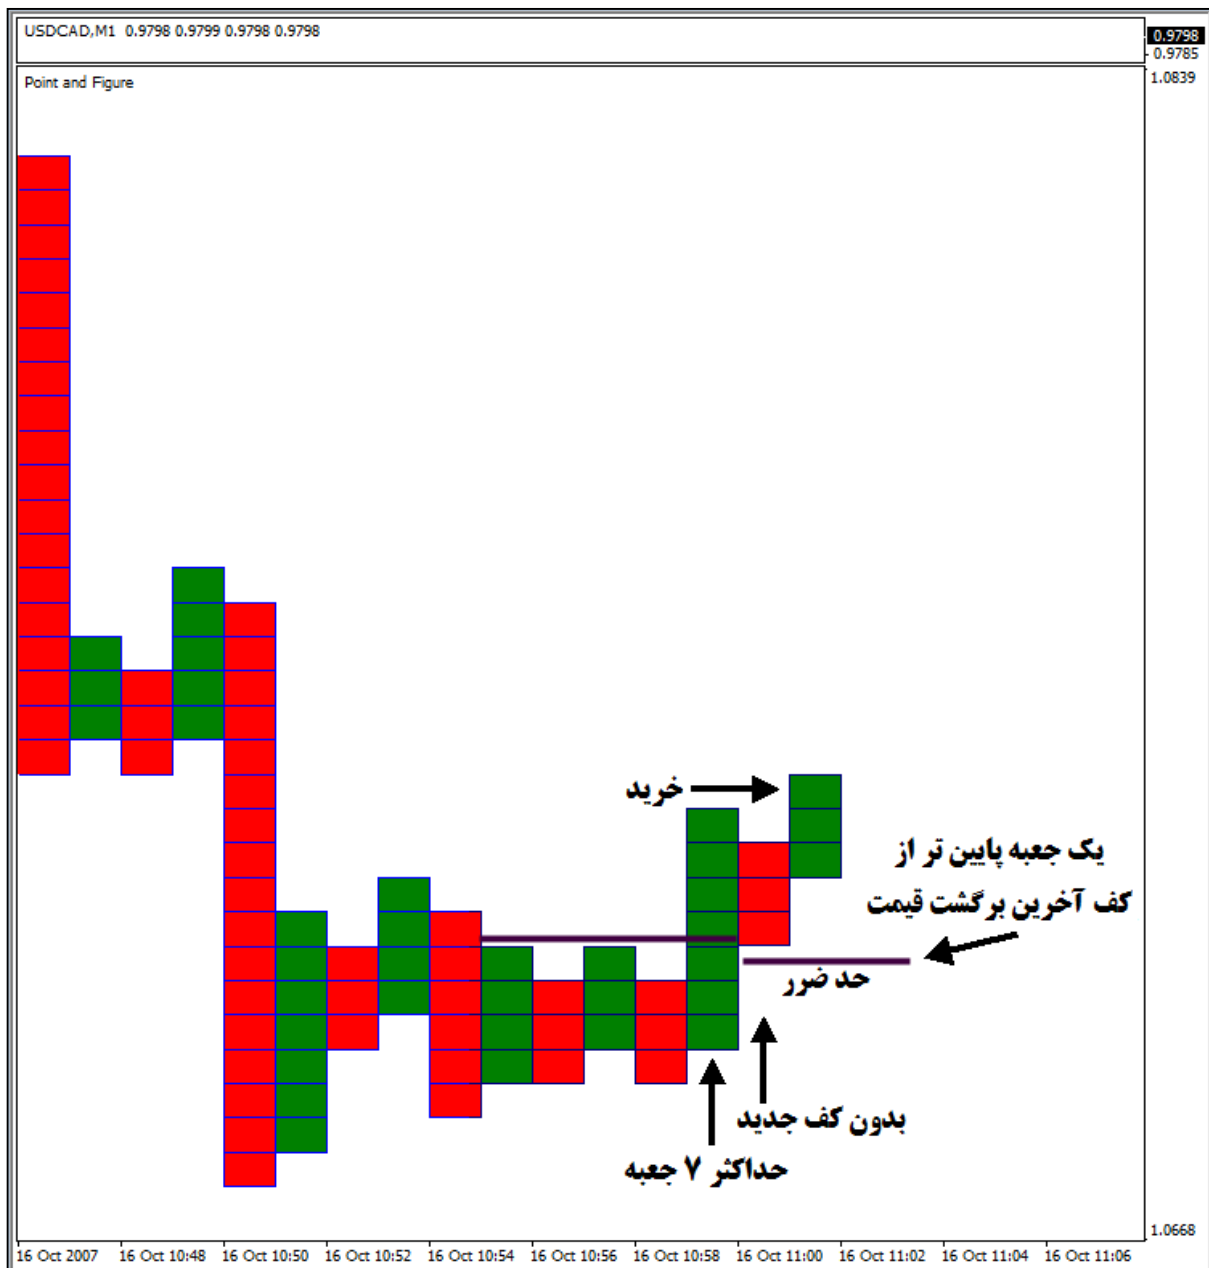 USDCAD,M1 0.9798 0.9799 0.9798 0.9798
0.9798
0.9785
Point and Figure
1.0839
خرید
یک جعبه پایین تر از
کف آخرین برگشت قیمت
حد ضرر
بدون کف جدید
حداکثر ۷ جعبه
1.0668
16 Oct 2007 16 Oct 10:48 16 Oct 10:50 16 Oct 10:52 16 Oct 10:54 16 Oct 10:56 16 Oct 10:58 16 Oct 11:00 16 Oct 11:02 16 Oct 11:04 16 Oct 11:06